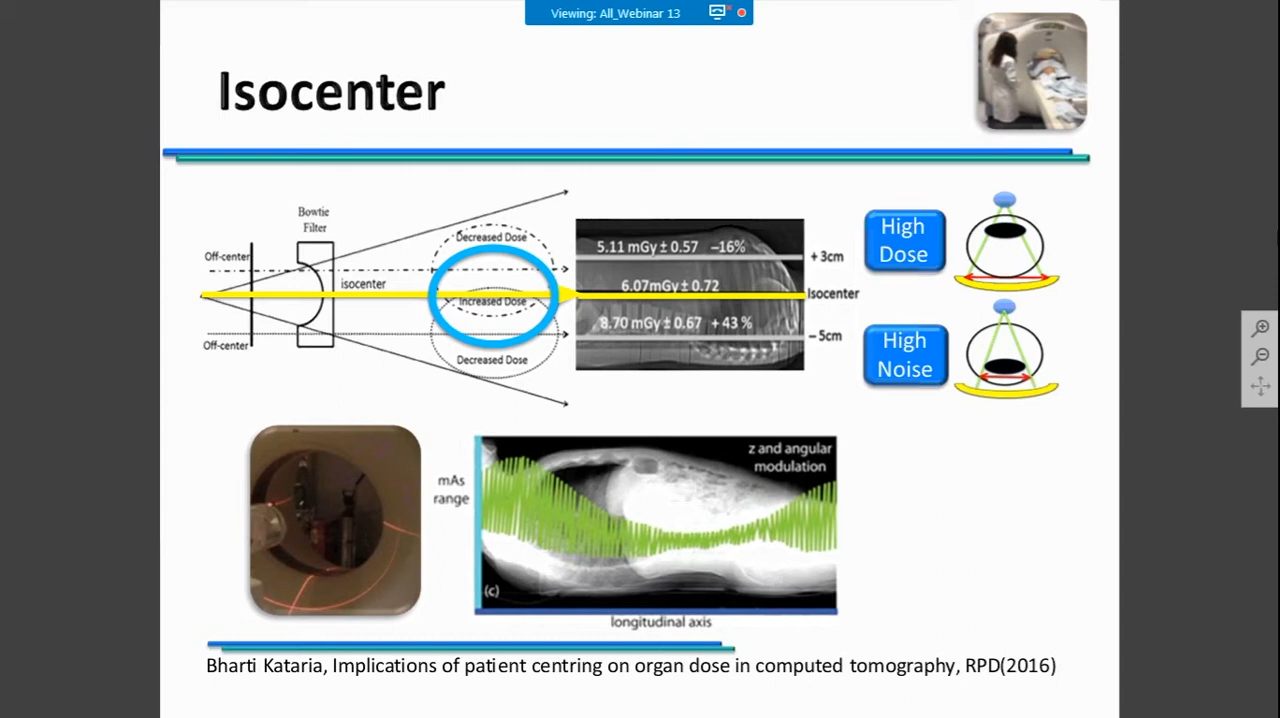 Viewing: All_Webinar 13
Isocenter
Bowtie
Filter
Off-center
isocenter
Off-center
Decreased Dose
Increased Dose
Decreased Dose
5.11 mGy ± 0.57 –16%
6.07mGy ± 0.72
8.70 mGy ± 0.67 + 43 %
+ 3cm
Isocenter
– 5cm
High
Dose
High
Noise
mAs
range
z and angular
modulation
(c)
longitudinal axis
Bharti Kataria, Implications of patient centring on organ dose in computed tomography, RPD(2016)